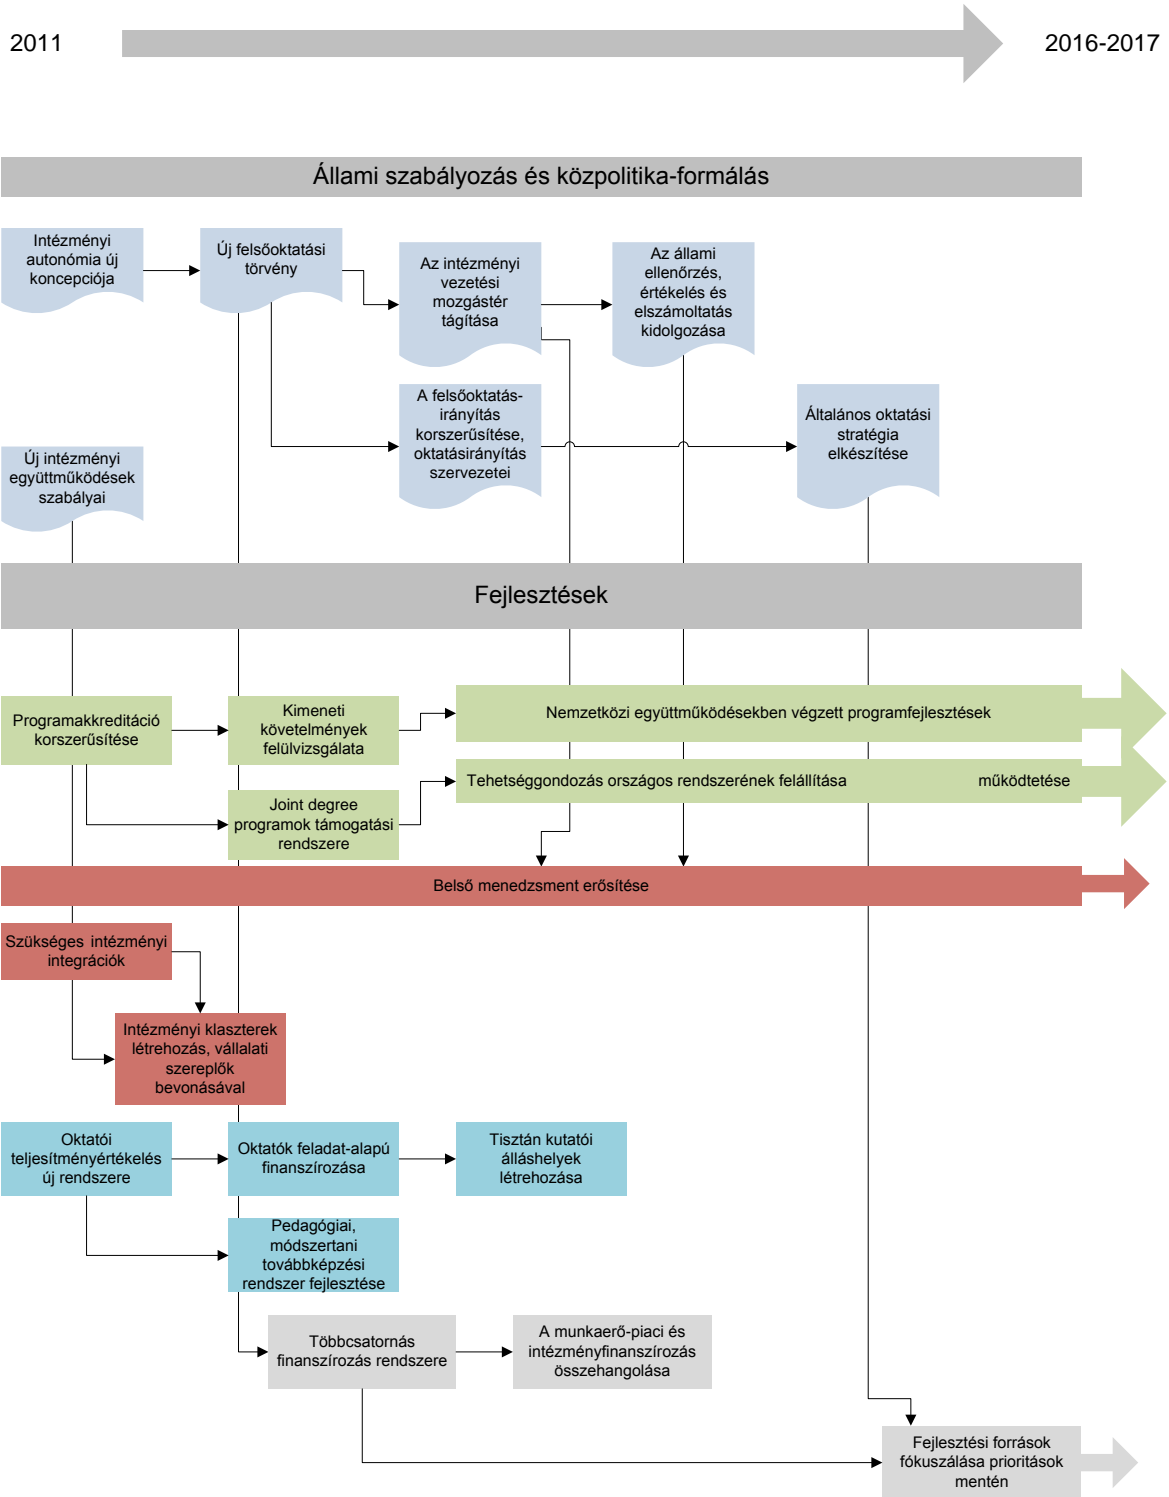 2011
2016-2017
Állami szabályozás és közpolitika-formálás
Intézményi
autonómia új
koncepciója
Új felsőoktatási
törvény
Az intézményi
vezetési
mozgástér
tágítása
Az állami
ellenőrzés,
értékelés és
elszámoltatás
kidolgozása
Új intézményi
együttműködések
szabályai
A felsőoktatás-
irányítás
korszerűsítése,
oktatásirányítás
szervezetei
Általános oktatási
stratégia
elkészítése
Fejlesztések
Programakkreditáció
korszerűsítése
Kimeneti
követelmények
felülvizsgálata
Nemzetközi együttműködésekben végzett programfejlesztések
Joint degree
programok támogatási
rendszere
Tehetséggondozás országos rendszerének felállítása működtetése
Belső menedzsment erősítése
Szükséges intézményi
integrációk
Intézményi klaszterek
létrehozás, vállalati
szereplők
bevonásával
Oktatói
teljesítményértékelés
új rendszere
Oktatók feladat-alapú
finanszírozása
Tisztán kutatói
álláshelyek
létrehozása
Pedagógiai,
módszertani
továbbképzési
rendszer fejlesztése
Többcsatornás
finanszírozás rendszere
A munkaerő-piaci és
intézményfinanszírozás
összehangolása
Fejlesztési források
fókuszálása prioritások
mentén